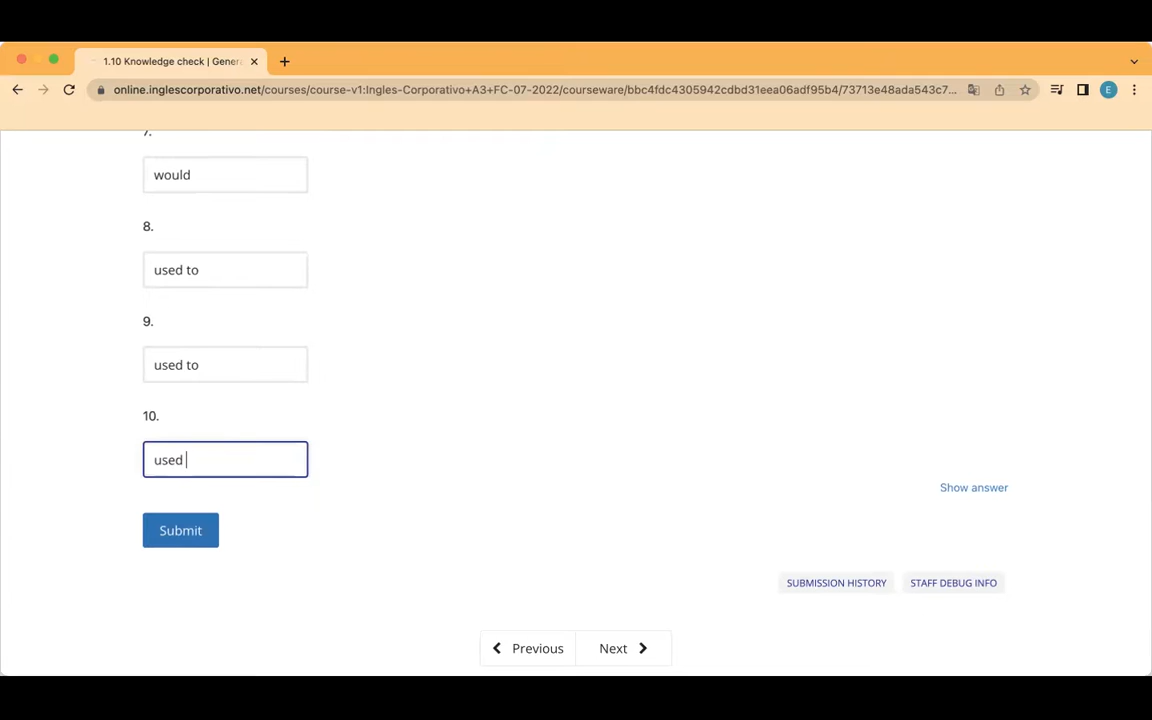 1.10 Knowledge check | Gener
online.inglescorporativo.net/courses/course-v1:Ingles-Corporativo+A3+FC-07-2022/courseware/bbc4fdc4305942cdbd31eea06adf95b4/73713e48ada543c7...
E
7.
would
8.
used to
9.
used to
10.
used
Show answer
Submit
SUBMISSION HISTORY
STAFF DEBUG INFO
Previous
Next